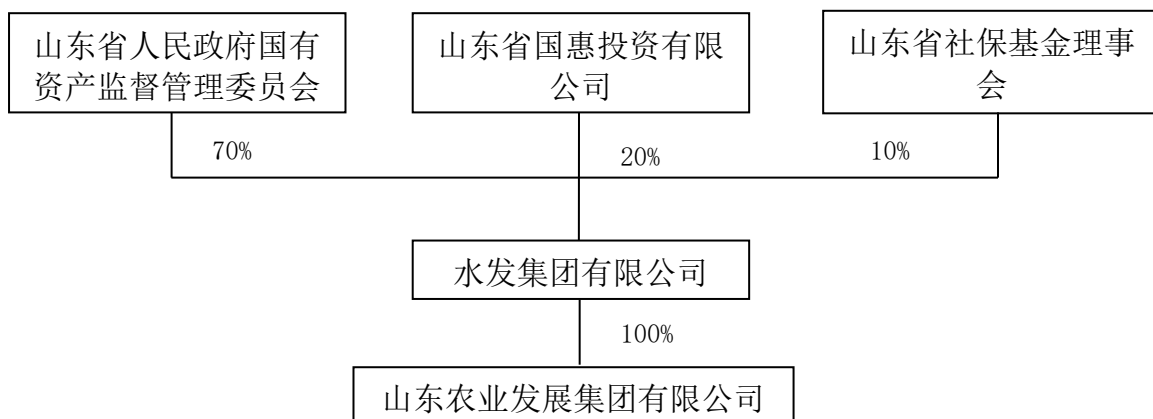 山东省人民政府国有
资产监督管理委员会
山东省国惠投资有限
公司
山东省社保基金理事
会
70%
20%
10%
水发集团有限公司
100%
山东农业发展集团有限公司